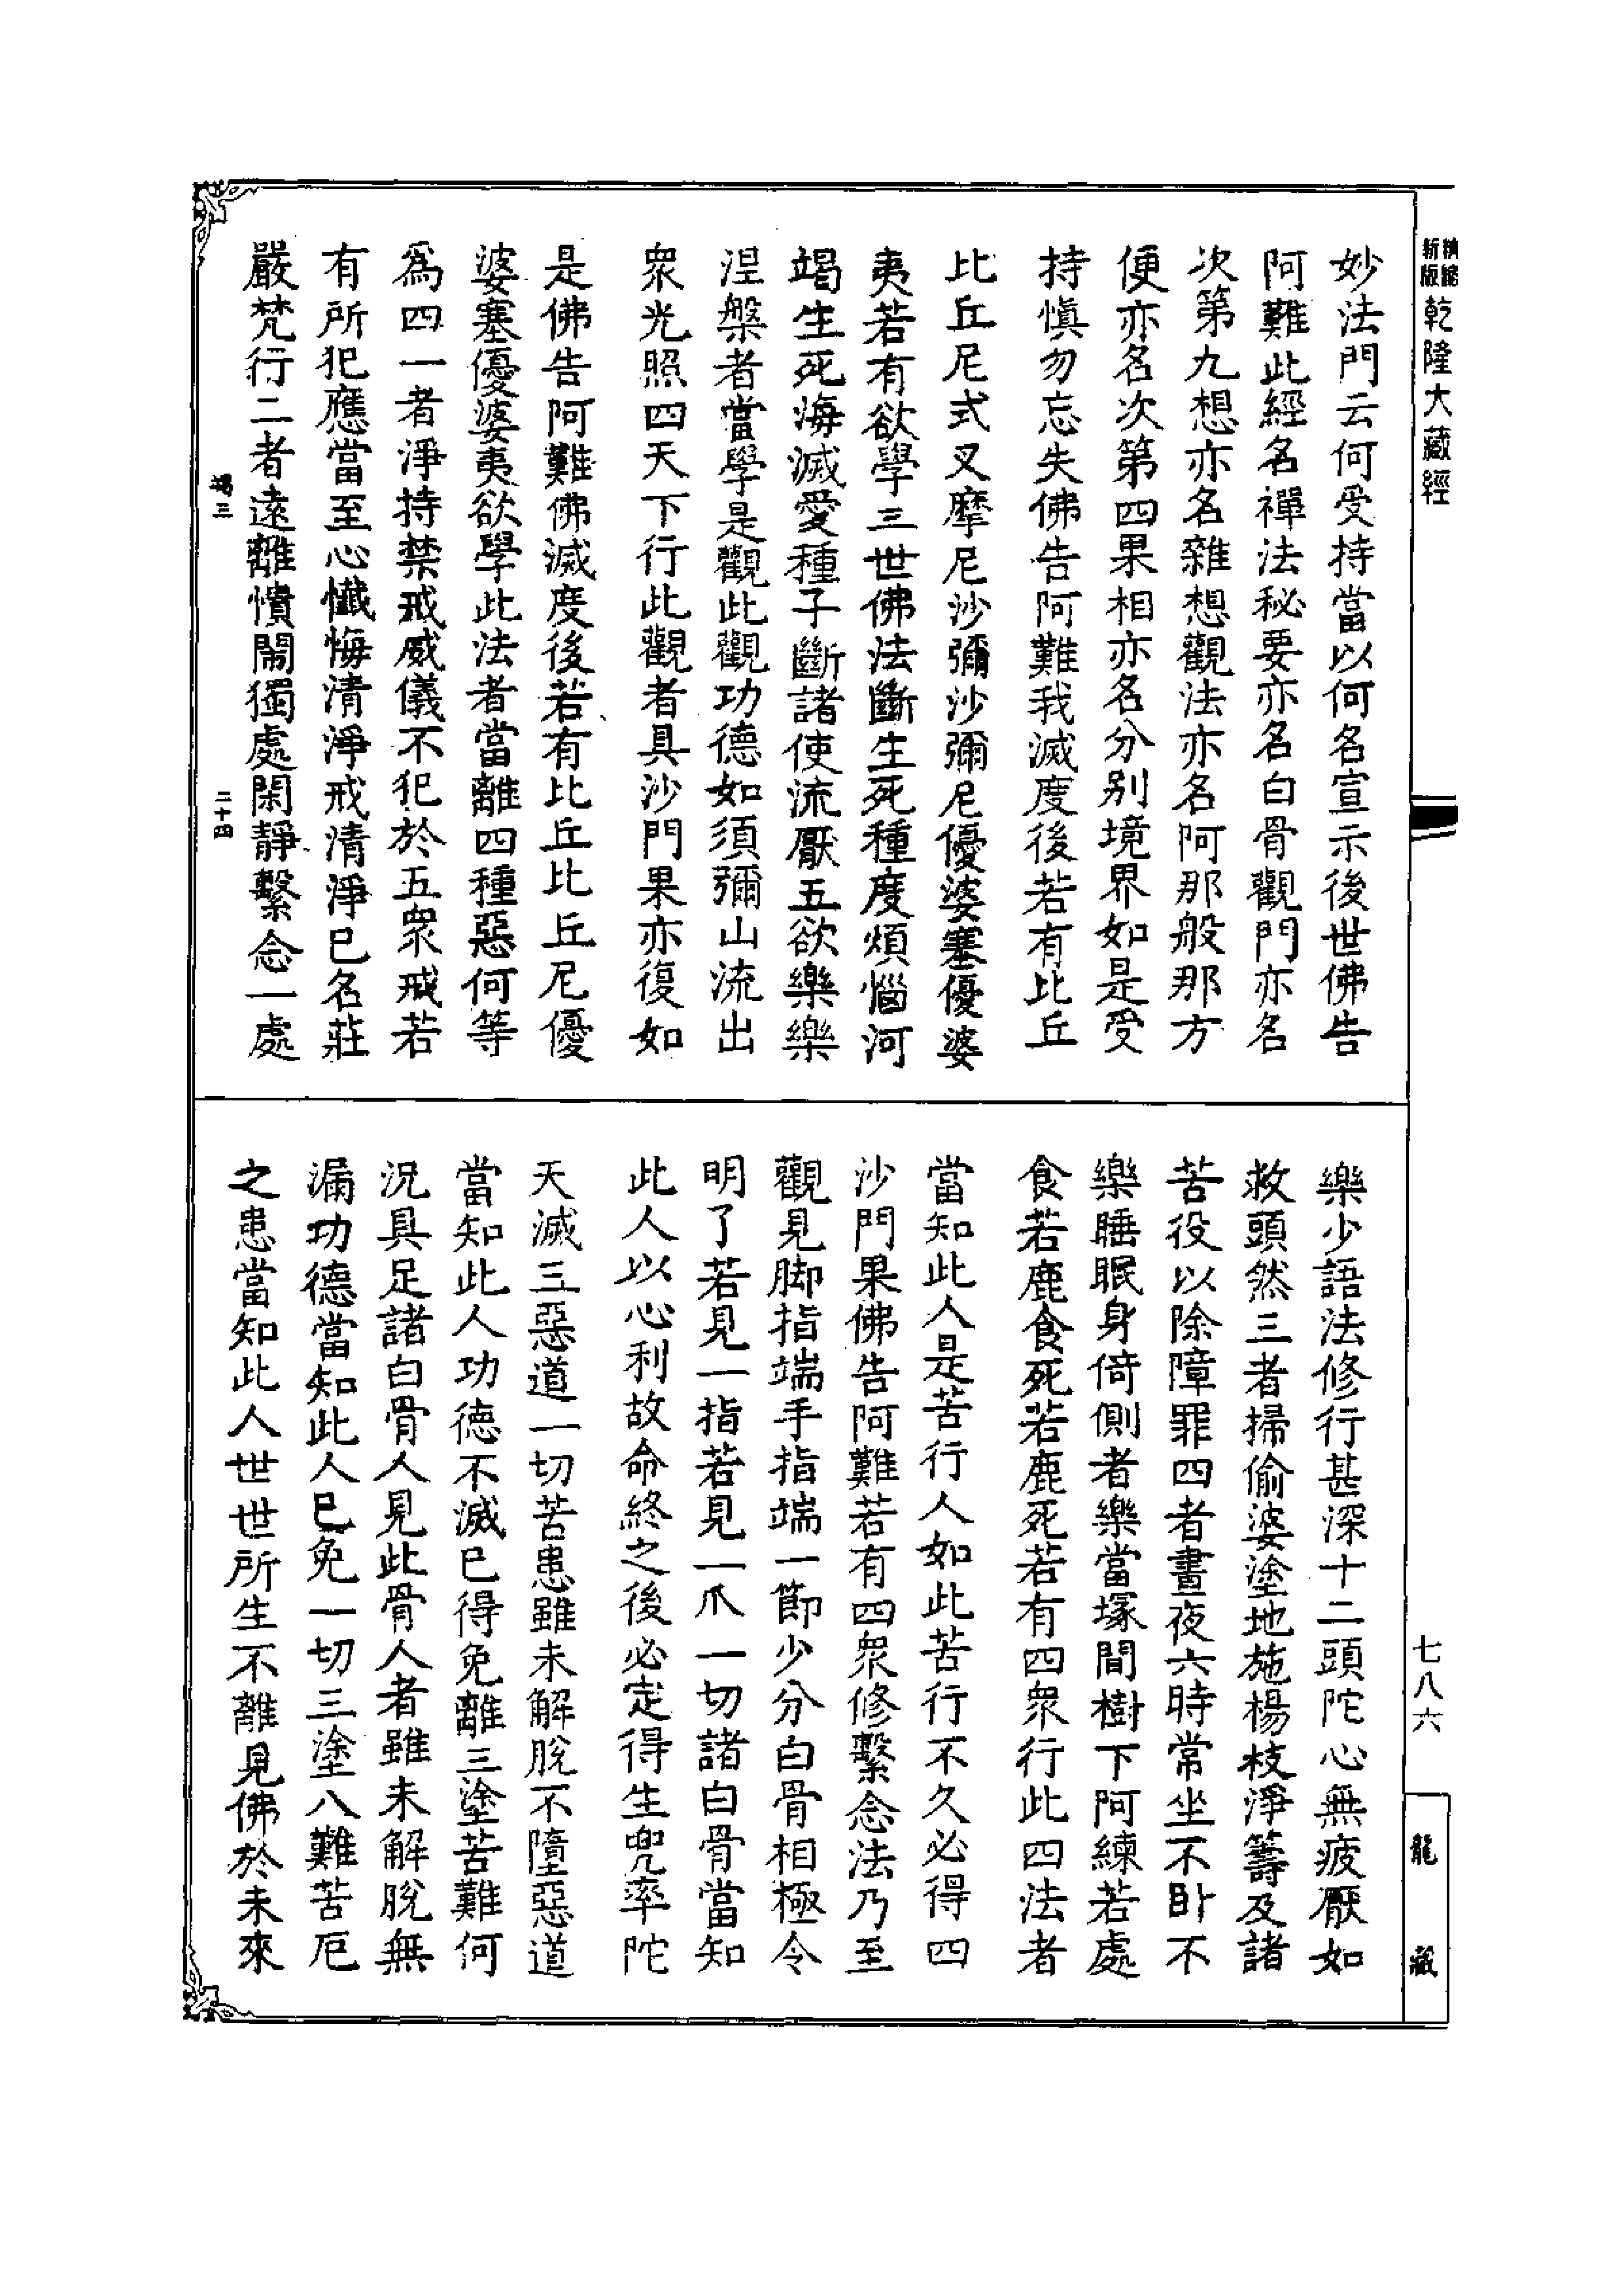 精縮新版乾隆大藏經
妙法門云何受持當以何名宣示後世佛告
阿難此經名禪法秘要亦名白骨觀門亦名
次第九想亦名雜想觀法亦名阿那般那方
便亦名次第四果相亦名分別境界如是受
持慎勿忘失佛告阿難我滅度後若有比丘
比丘尼式叉摩尼沙彌沙彌尼優婆塞優婆
夷若有欲學三世佛法斷生死種度煩惱河
竭生死海滅愛種子斷諸使流厭五欲樂樂
涅槃者當學是觀此觀功德如須彌山流出
眾光照四天下行此觀者具沙門果亦復如
是佛告阿難佛滅度後若有比丘比丘尼優
婆塞優婆夷欲學此法者當離四種惡何等
為四一者淨持禁戒威儀不犯於五眾戒若
有所犯應當至心懺悔清淨戒清淨已名莊
嚴梵行二者遠離憒鬧獨處閑靜繫念一處
竭三
二十四
樂少語法修行甚深十二頭陀心無疲厭如
救頭然三者掃偷婆塗地施楊枝淨籌及諸
苦役以除障罪四者晝夜六時常坐不臥不
樂睡眠身倚側者樂當塚間樹下阿練若處
食若鹿食死若鹿死若有四眾行此四法者
當知此人是苦行人如此苦行不久必得四
沙門果佛告阿難若有四眾修繫念法乃至
觀見腳指端手指端一節少分白骨相極令
明了若見一指若見一爪一切諸白骨當知
此人以心利故命終之後必定得生兜率陀
天滅三惡道一切苦患雖未解脫不墮惡道
當知此人功德不滅已得免離三塗苦難何
況具足諸白骨人見此骨人者雖未解脫無
漏功德當知此人已免一切三塗八難苦厄
之患當知此人世世所生不離見佛於未來
七八六
龍藏